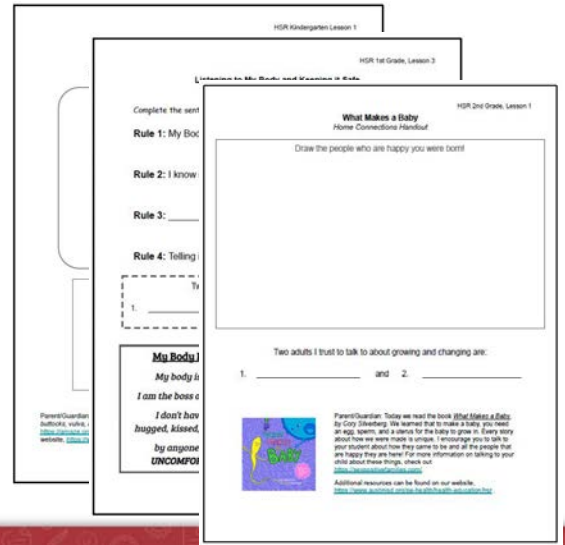 HSR Kindergarten Lesson 1
Parent/Guardian
buttocks, vulva,
website,
HSR 1st Grade, Lesson 3
Listening to My Body and Keeping it Safe
Complete the sent
Rule 1: My Bod
Rule 2: I know
Rule 3:
Rule 4: Telling
1.
My Body
My body is
I am the boss o
I don't hav
hugged, kissed,
by anyone
UNCOMFOR
HSR 2nd Grade, Lesson 1
What Makes a Baby
Home Connections Handout
Draw the people who are happy you were born!
Two adults I trust to talk to about growing and changing are:
1. and 2.
BABY
Parent/Guardian: Today we read the book What Makes a Baby,
by Cory Silverberg. We learned that to make a baby, you need
an egg, sperm, and a uterus for the baby to grow in. Every story
about how we were made is unique. I encourage you to talk to
your student about how they came to be and all the people that
are happy they are here! For more information on talking to your
child about these things, check out
Additional resources can be found on our website,